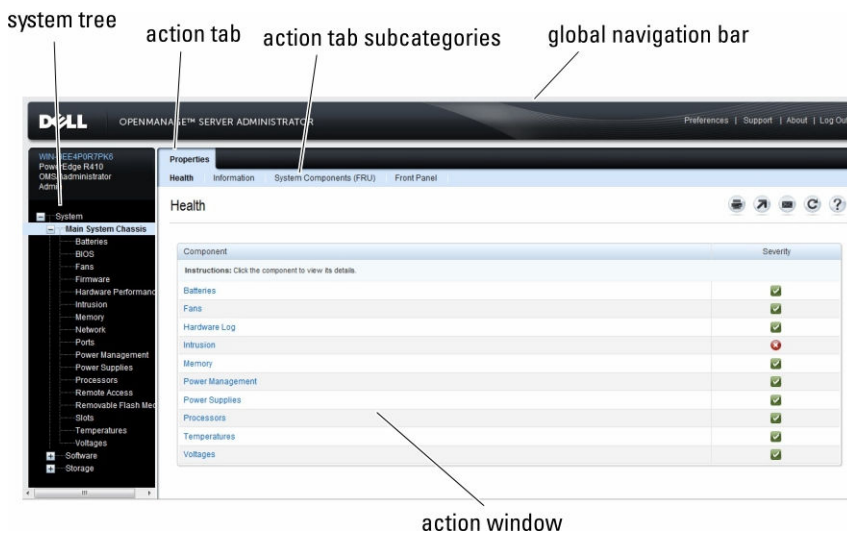 system tree
action tab
action tab subcategories
global navigation bar
DELL
OPENMANAGE™ SERVER ADMINISTRATOR
Preferences | Support | About | Log Out
PowerEdge R410
Admin
Properties
Health
Information
System Components (FRU)
Front Panel
Health
System
Main System Chassis
Batteries
BIOS
Fans
Firmware
Hardware Performanc
Intrusion
Memory
Network
Ports
Power Management
Power Supplies
Processors
Remote Access
Removable Flash Med
Slots
Temperatures
Voltages
Software
Storage
Component
Severity
Instructions: Click the component to view its details.
Batteries
Fans
Hardware Log
Intrusion
Memory
Power Management
Power Supplies
Processors
Temperatures
Voltages
action window